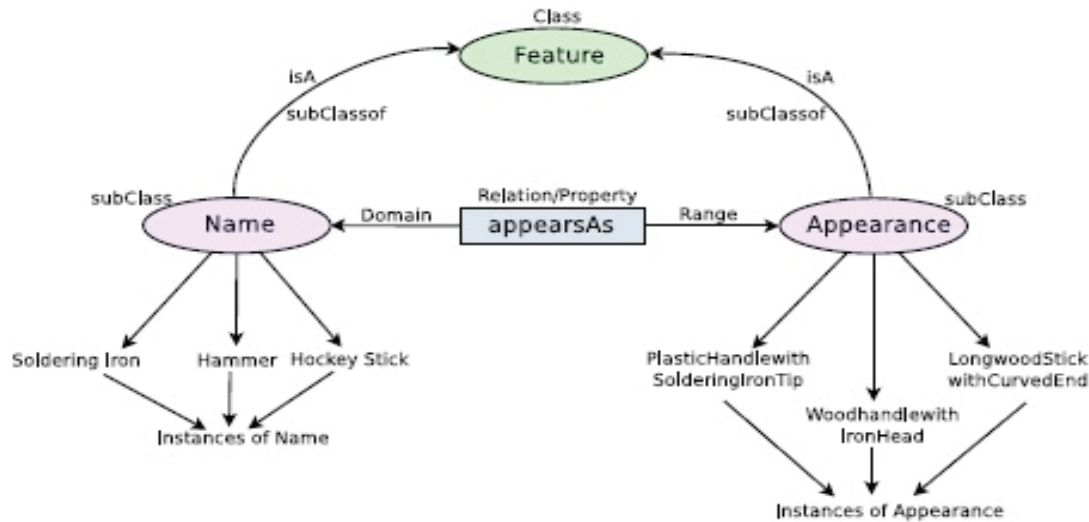 Class
Feature
isA
isA
subClassof
subClassof
subClass
Relation/Property
subClass
Name
Domain
appearsAs
Range
Appearance
Soldering Iron
Hammer
Hockey Stick
PlasticHandlewith
SolderingIronTip
LongwoodStick
withCurvedEnd
Woodhandlewith
IronHead
Instances of Name
Instances of Appearance